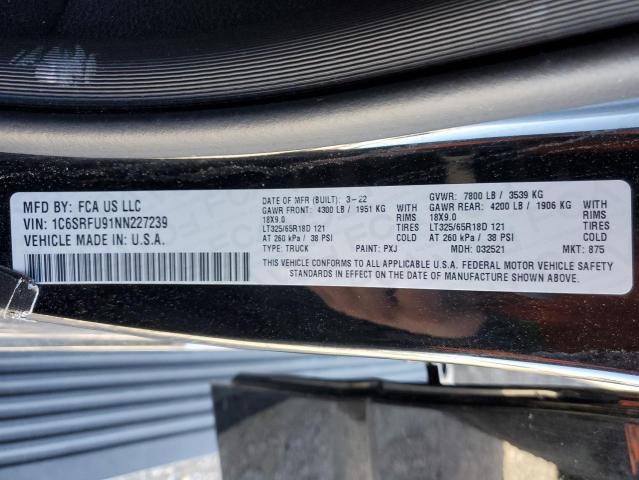 MFD BY: FCA US LLC
VIN: 1C6SRFU91NN227239
VEHICLE MADE IN: U.S.A.
DATE OF MFR (BUILT): 3-22
GAWR FRONT: 4300 LB / 1951 KG WITH
18X9.0 RIMS
LT325/65R18D 121 TIRES
AT 260 kPa / 38 PSI COLD
TYPE: TRUCK PAINT: PXJ
GVWR: 7800 LB / 3539 KG
GAWR REAR: 4200 LB / 1906 KG WITH
18X9.0 RIMS
LT325/65R18D 121 TIRES
AT 260 kPa / 38 PSI COLD
MDH: 032521 MKT: 875
THIS VEHICLE CONFORMS TO ALL APPLICABLE U.S.A. FEDERAL MOTOR VEHICLE SAFETY
STANDARDS IN EFFECT ON THE DATE OF MANUFACTURE SHOWN ABOVE.